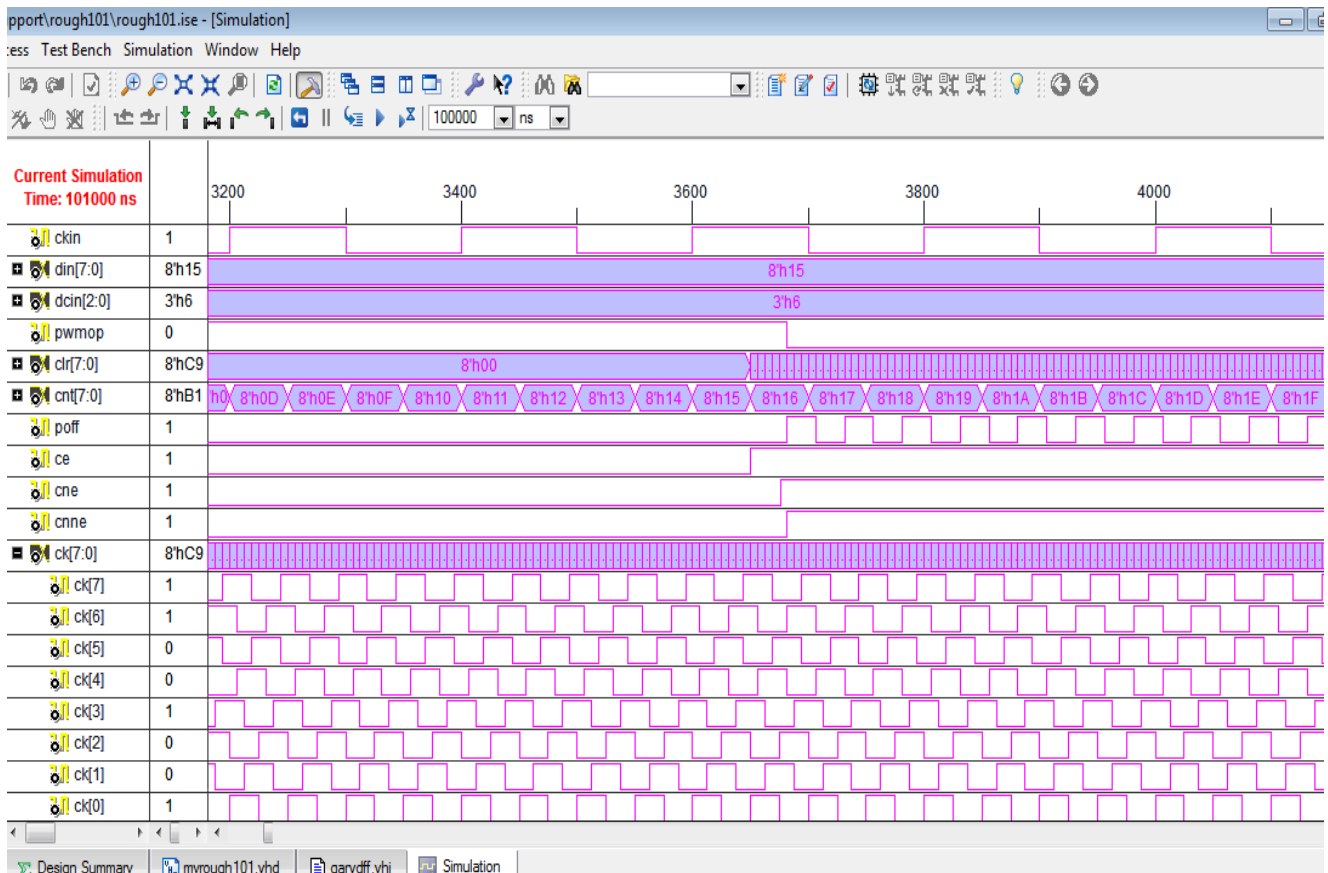 pport\rough101\rough101.ise - [Simulation]
cess Test Bench Simulation Window Help
100000 ns
Current Simulation
Time: 101000 ns
3200 3400 3600 3800 4000
ckin 1
din[7:0] 8'h15 8'h15
dcin[2:0] 3'h6 3'h6
pwmop 0
clr[7:0] 8'hC9 8'h00
cnt[7:0] 8'hB1 'h0 8'h0D 8'h0E 8'h0F 8'h10 8'h11 8'h12 8'h13 8'h14 8'h15 8'h16 8'h17 8'h18 8'h19 8'h1A 8'h1B 8'h1C 8'h1D 8'h1E 8'h1F
poff 1
ce 1
cne 1
cnne 1
ck[7:0] 8'hC9
ck[7] 1
ck[6] 1
ck[5] 0
ck[4] 0
ck[3] 1
ck[2] 0
ck[1] 0
ck[0] 1
Design Summary myrough101.vhd garydff.vhi Simulation